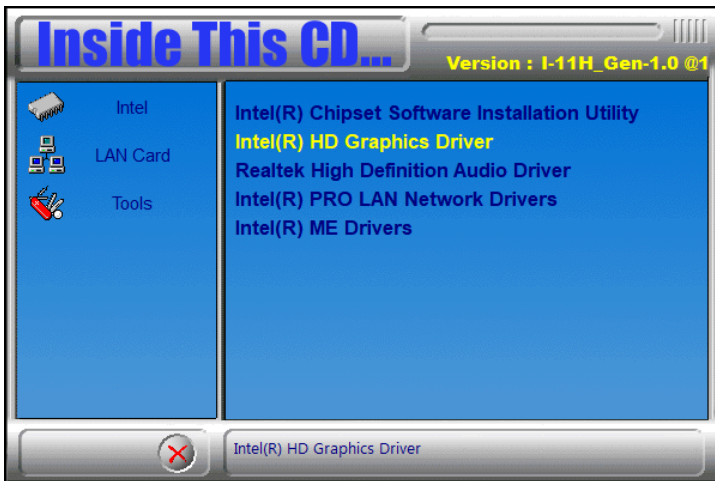 Inside This CD...
Version : I-11H_Gen-1.0 @1
Intel
LAN Card
Tools
Intel(R) Chipset Software Installation Utility
Intel(R) HD Graphics Driver
Realtek High Definition Audio Driver
Intel(R) PRO LAN Network Drivers
Intel(R) ME Drivers
Intel(R) HD Graphics Driver